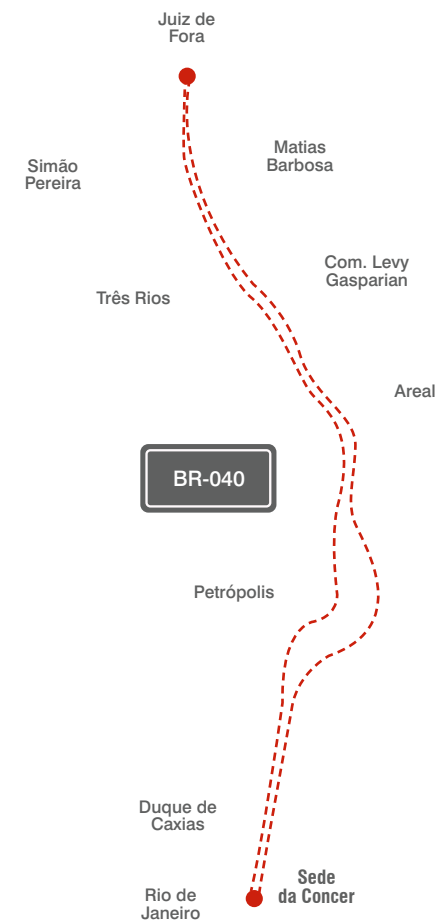 Juiz de
Fora
Matias
Barbosa
Simão
Pereira
Com. Levy
Gasparian
Três Rios
Areal
BR-040
Petrópolis
Duque de
Caxias
Sede
da Concer
Rio de
Janeiro